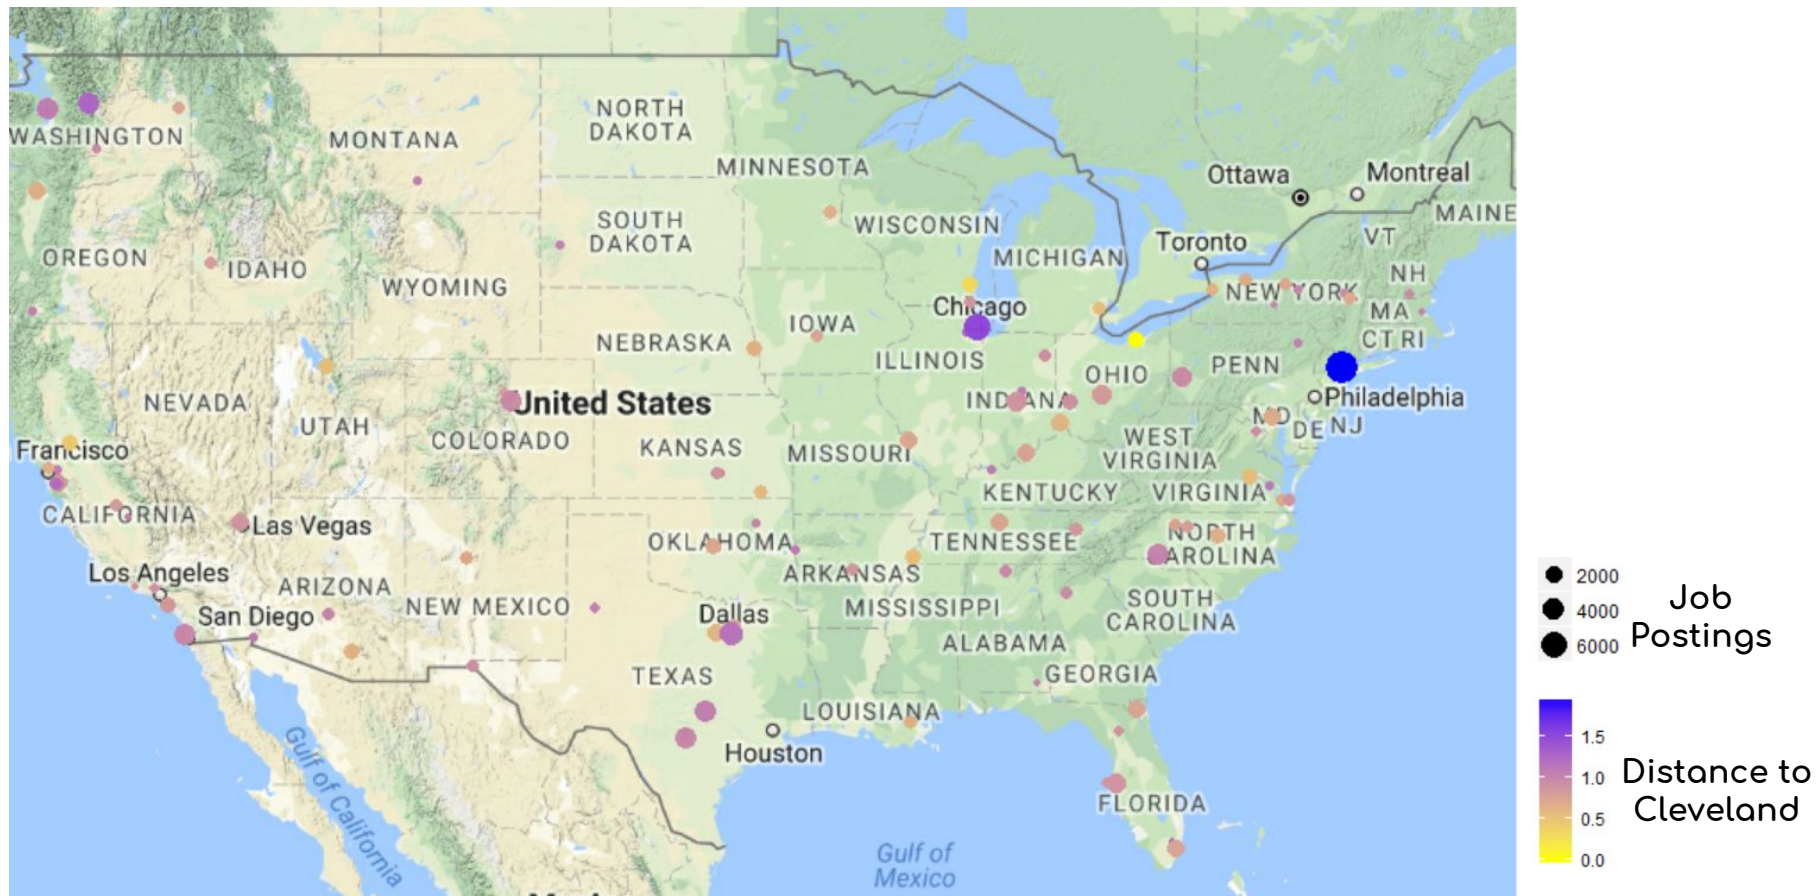 NORTH
DAKOTA
WASHINGTON
MONTANA
MINNESOTA
Ottawa
Montreal
SOUTH
DAKOTA
WISCONSIN
MAINE
Toronto
VT
OREGON
IDAHO
MICHIGAN
NH
WYOMING
NEW YORK
Chicago
MA
IOWA
NEBRASKA
CT RI
ILLINOIS
OHIO
PENN
NEVADA
United States
INDIANA
Philadelphia
UTAH
COLORADO
MD
DE NJ
Francisco
KANSAS
MISSOURI
WEST
VIRGINIA
KENTUCKY
VIRGINIA
CALIFORNIA
Las Vegas
OKLAHOMA
TENNESSEE
NORTH
CAROLINA
Los Angeles
ARIZONA
ARKANSAS
NEW MEXICO
San Diego
Dallas
MISSISSIPPI
SOUTH
CAROLINA
ALABAMA
TEXAS
GEORGIA
LOUISIANA
Houston
Gulf of California
FLORIDA
Gulf of
Mexico
2000
4000
6000
Job
Postings
1.5
1.0
0.5
0.0
Distance to
Cleveland